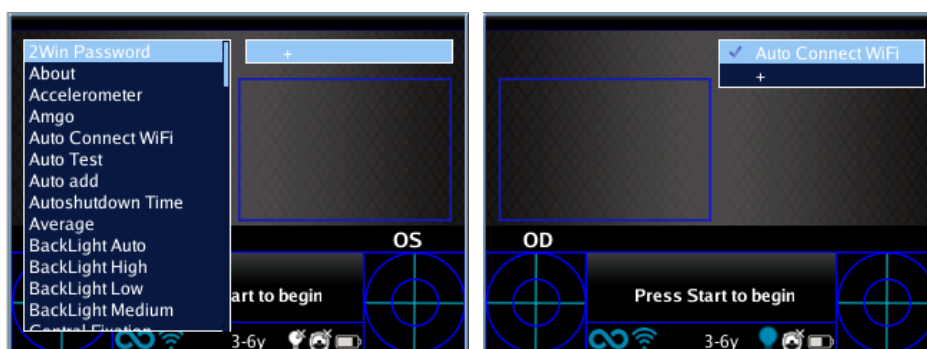 2Win Password
About
Accelerometer
Amgo
Auto Connect WiFi
Auto Test
Auto add
Autoshutdown Time
Average
BackLight Auto
BackLight High
BackLight Low
BackLight Medium
Central Fixation
+
OS
art to begin
3-6y
Auto Connect WiFi
+
OD
Press Start to begin
3-6y